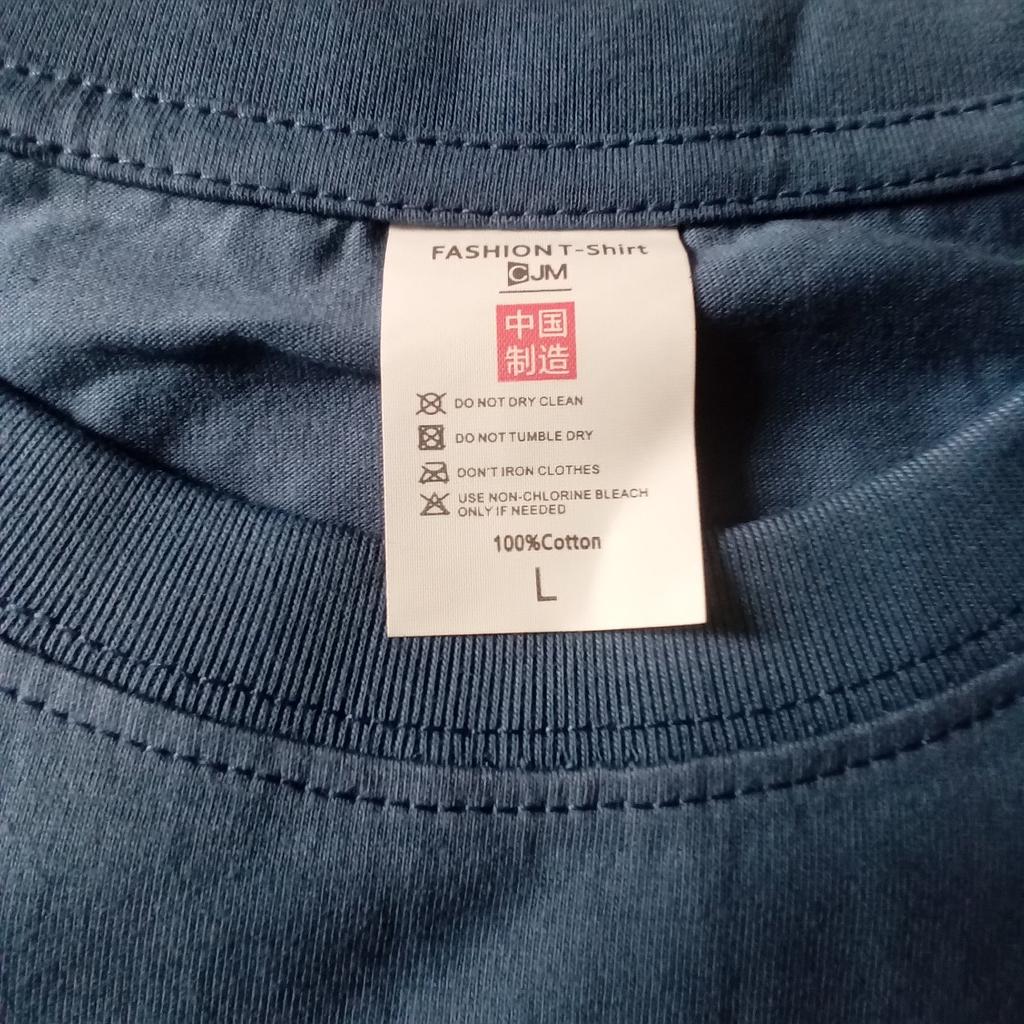 FASHION T-Shirt
CJM
中国
制造
DO NOT DRY CLEAN
DO NOT TUMBLE DRY
DON'T IRON CLOTHES
USE NON-CHLORINE BLEACH
ONLY IF NEEDED
100%Cotton
L